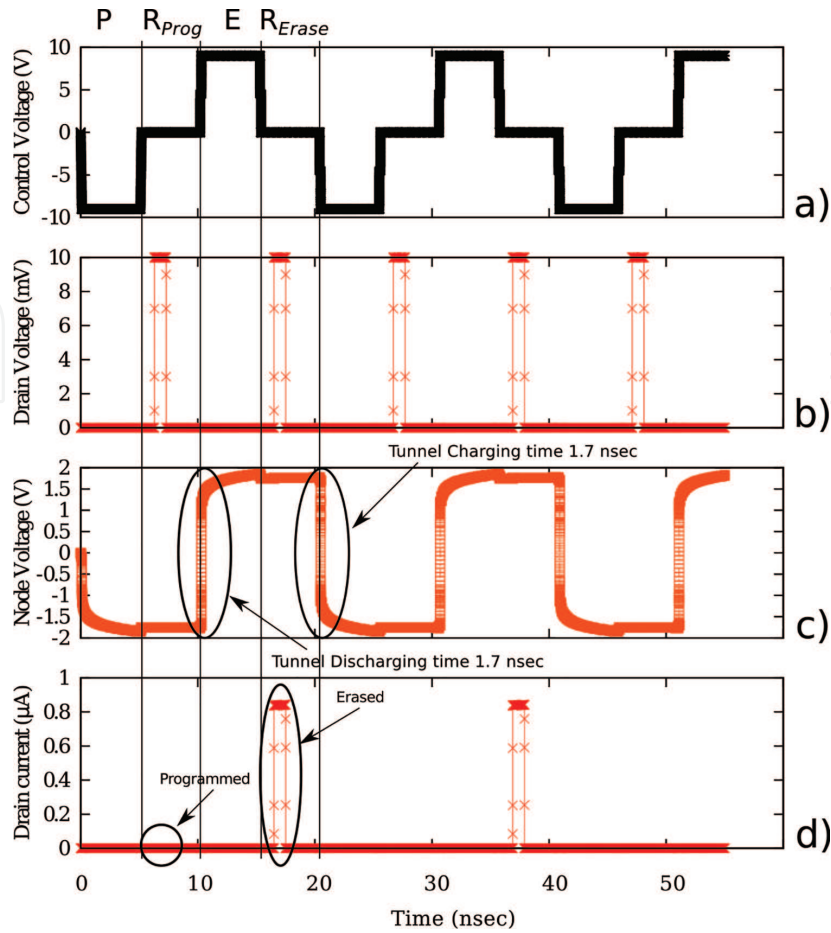 P R_Prog E R_Erase
Control Voltage (V)
10
5
0
-5
-10
a)
Drain Voltage (mV)
10
8
6
4
2
0
b)
Tunnel Charging time 1.7 nsec
Node Voltage (V)
2
1.5
1
0.5
0
-0.5
-1
-1.5
-2
c)
Tunnel Discharging time 1.7 nsec
Drain current (μA)
1
0.8
0.6
0.4
0.2
0
Erased
Programmed
d)
0 10 20 30 40 50
Time (nsec)